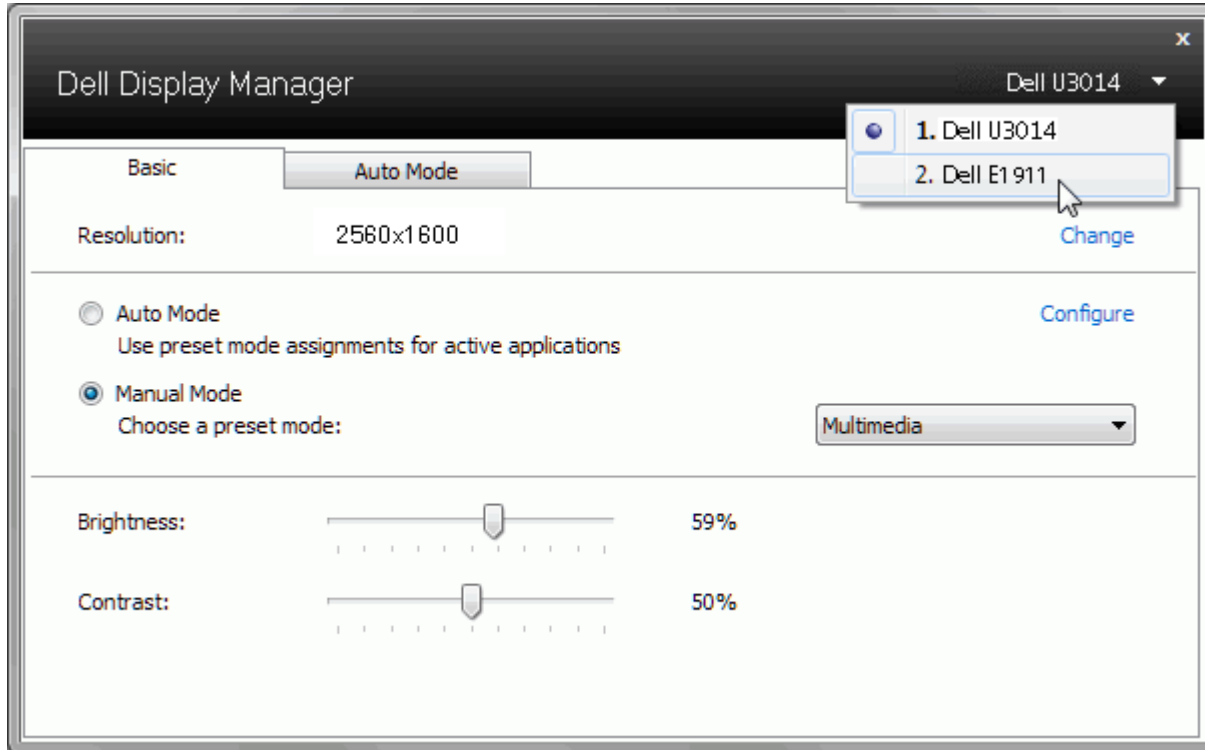 x
Dell Display Manager
Dell U3014
1. Dell U3014
2. Dell E1911
Basic
Auto Mode
Resolution:
2560x1600
Change
Auto Mode
Configure
Use preset mode assignments for active applications
Manual Mode
Choose a preset mode:
Multimedia
Brightness:
59%
Contrast:
50%